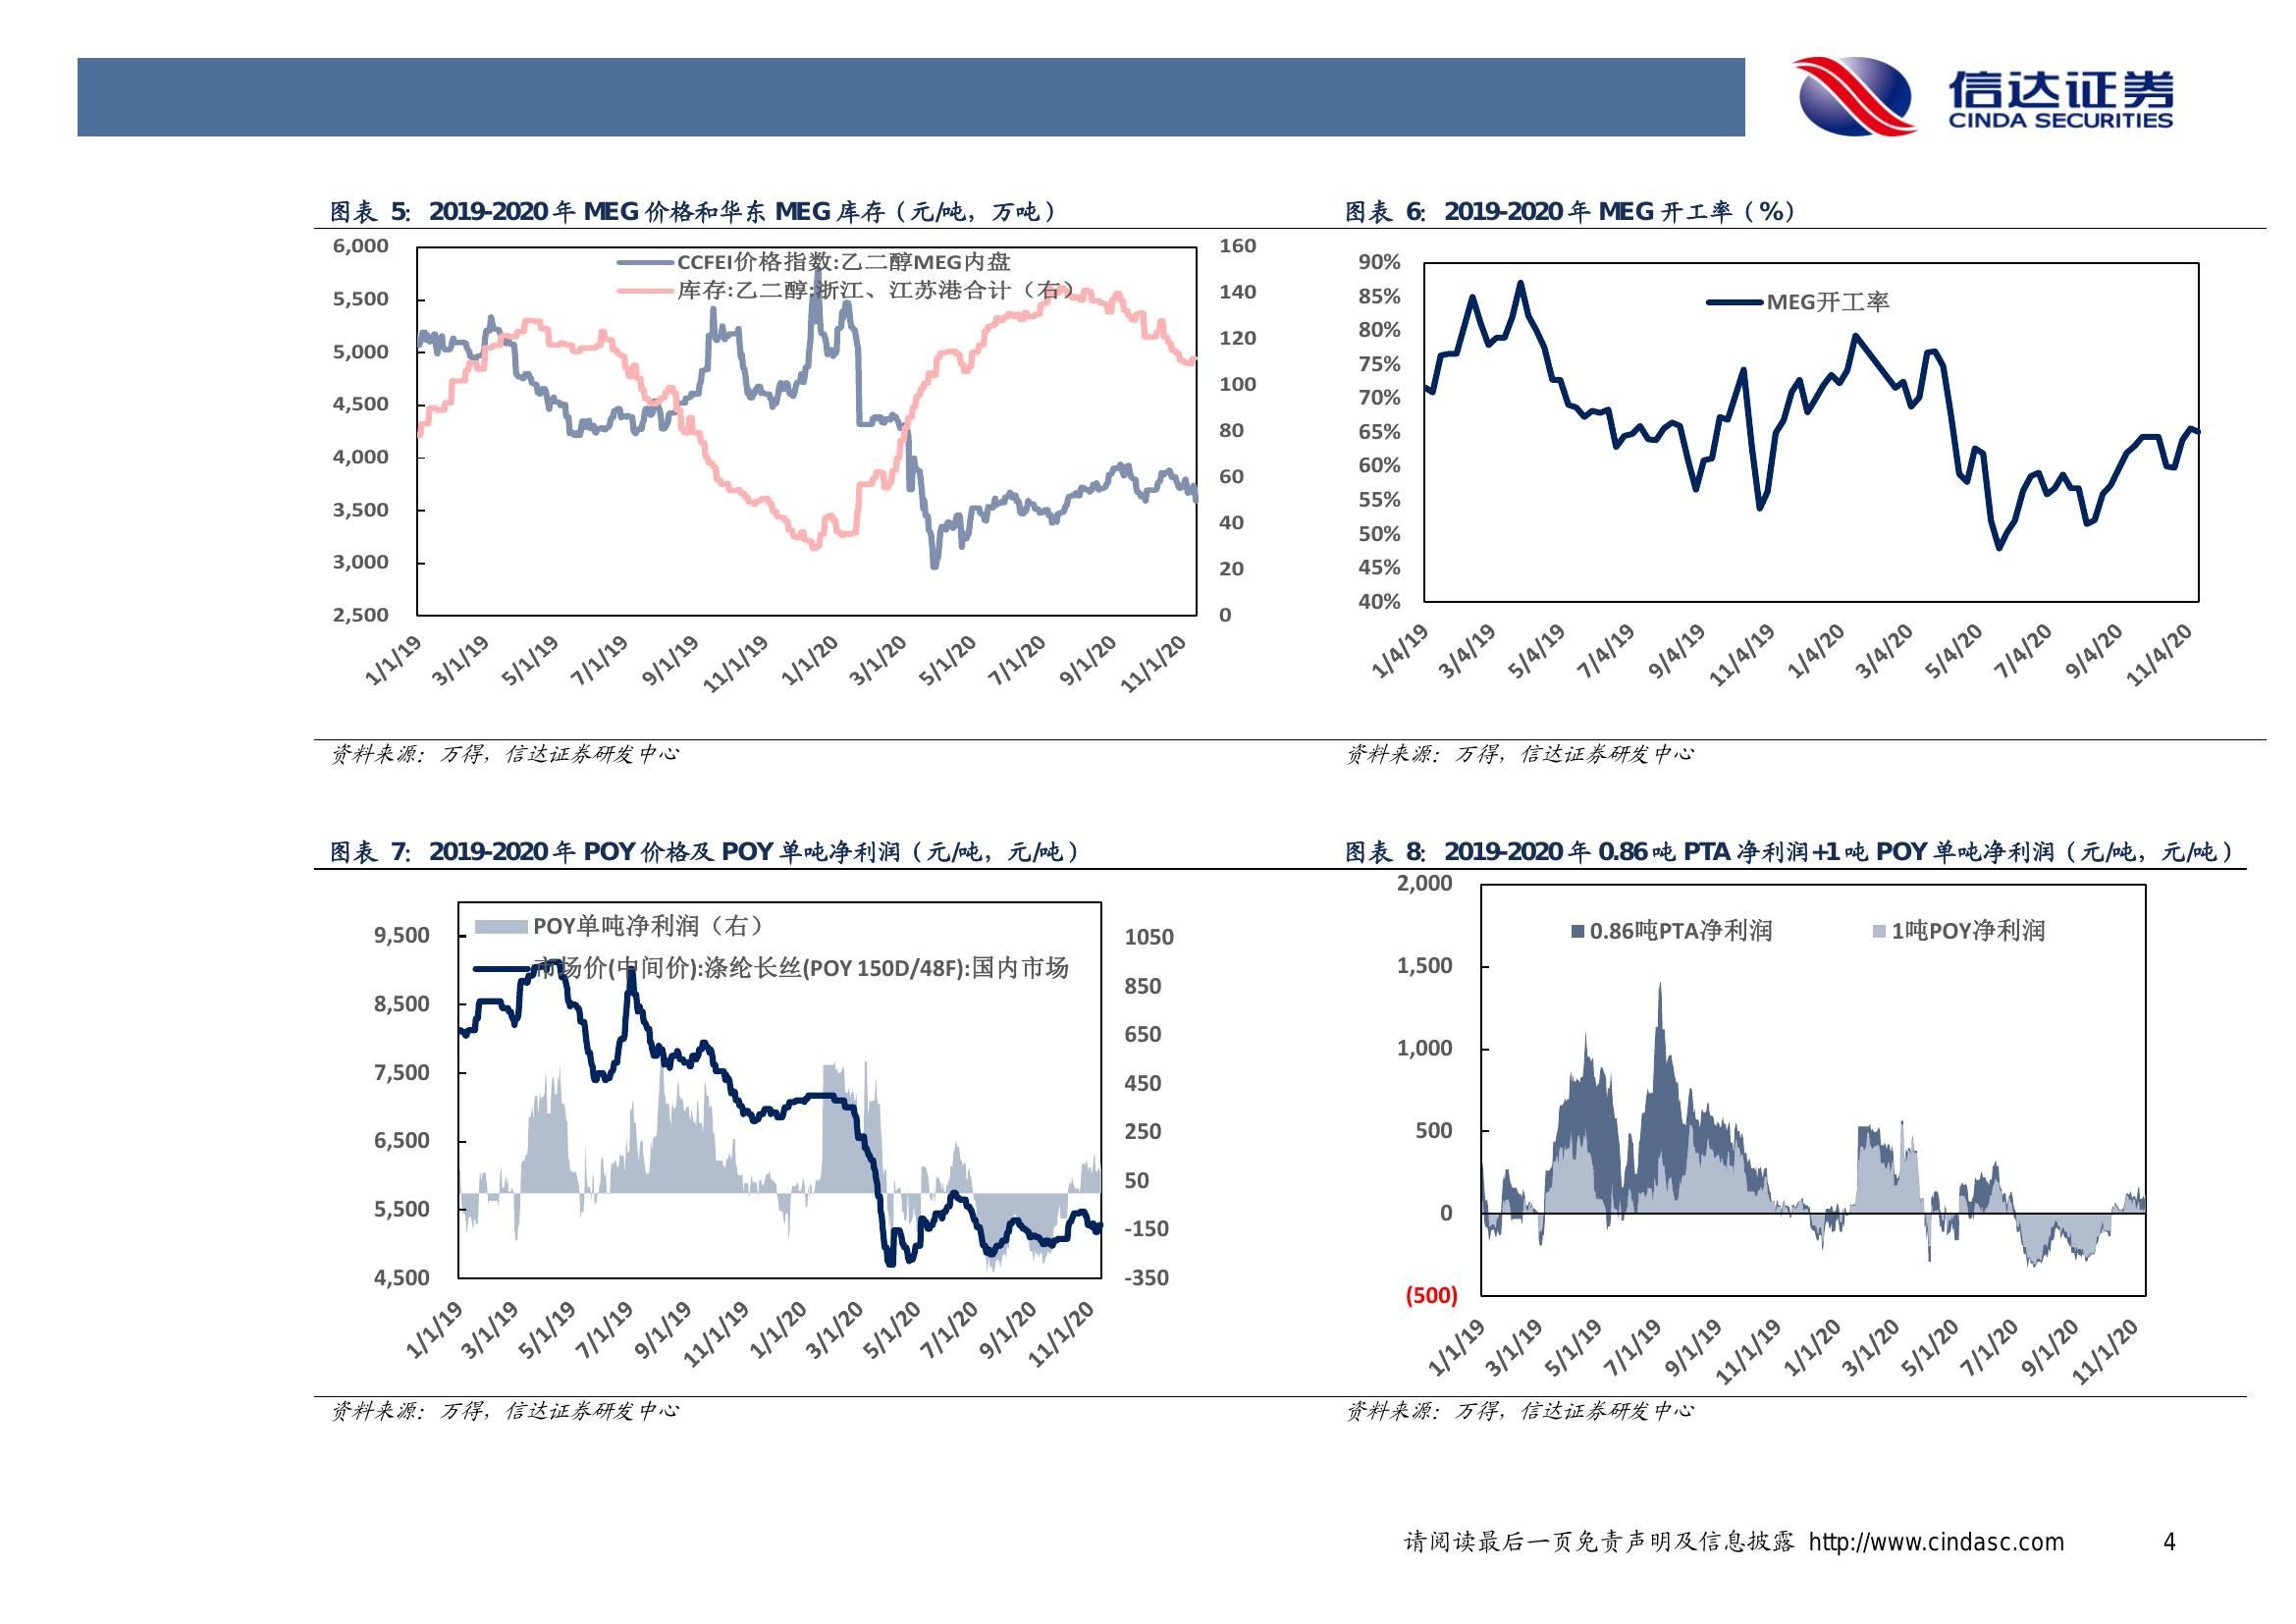 信达证券
CINDA SECURITIES
图表 5: 2019-2020年 MEG 价格和华东 MEG 库存（元/吨，万吨）
6,000
5,500
5,000
4,500
4,000
3,500
3,000
2,500
CCFEI价格指数:乙二醇MEG内盘
库存:乙二醇:浙江、江苏港合计（右）
160
140
120
100
80
60
40
20
0
1/1/19 3/1/19 5/1/19 7/1/19 9/1/19 11/1/19 1/1/20 3/1/20 5/1/20 7/1/20 9/1/20 11/1/20
资料来源：万得，信达证券研发中心
图表 6: 2019-2020年 MEG 开工率（%）
90%
85%
80%
75%
70%
65%
60%
55%
50%
45%
40%
MEG开工率
1/4/19 3/4/19 5/4/19 7/4/19 9/4/19 11/4/19 1/4/20 3/4/20 5/4/20 7/4/20 9/4/20 11/4/20
资料来源：万得，信达证券研发中心
图表 7: 2019-2020年 POY 价格及 POY 单吨净利润（元/吨，元/吨）
9,500
8,500
7,500
6,500
5,500
4,500
POY单吨净利润（右）
市场价(中间价):涤纶长丝(POY 150D/48F):国内市场
1050
850
650
450
250
50
-150
-350
1/1/19 3/1/19 5/1/19 7/1/19 9/1/19 11/1/19 1/1/20 3/1/20 5/1/20 7/1/20 9/1/20 11/1/20
资料来源：万得，信达证券研发中心
图表 8: 2019-2020年 0.86吨 PTA 净利润+1吨 POY 单吨净利润（元/吨，元/吨）
2,000
1,500
1,000
500
0
(500)
0.86吨PTA净利润 1吨POY净利润
1/1/19 3/1/19 5/1/19 7/1/19 9/1/19 11/1/19 1/1/20 3/1/20 5/1/20 7/1/20 9/1/20 11/1/20
资料来源：万得，信达证券研发中心
请阅读最后一页免责声明及信息披露 http://www.cindasc.com 4